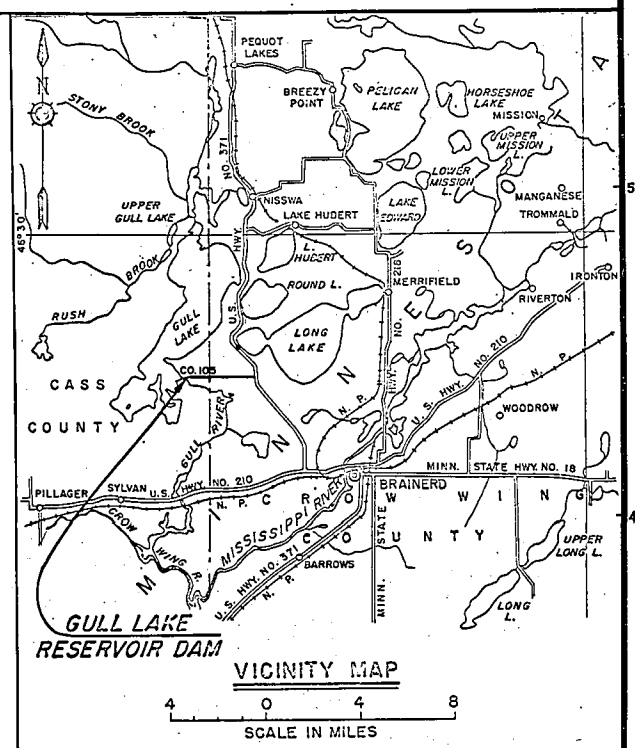 PEQUOT
LAKES
BREEZY
POINT
PELICAN
LAKE
HORSESHOE
LAKE
MISSION
A
N
STONY BROOK
NO. 371
UPPER
MISSION
L.
LOWER
MISSION
L.
MANGANESE
TROMMALD
5
UPPER
GULL LAKE
NISSWA
LAKE HUBERT
LAKE
EDWARD
46°30'
HWY.
L.
HUBERT
S
IRONTON
RUSH BROOK
GULL
LAKE
ROUND L.
216
MERRIFIELD
RIVERTON
E
U.S.
LONG
LAKE
NO.
N
CO. 105
CASS
COUNTY
A
N
HWY.
U.S. HWY. NO. 210
N. P.
N. P.
WOODROW
GULL RIVER
N
I
MINN. STATE HWY. NO. 18
PILLAGER
SYLVAN
U.S. HWY. NO. 210
N. P.
BRAINERD
C R O W W I N G
C O U N T Y
CROW WING R.
MISSISSIPPI RIVER
M
U.S. HWY. NO. 371
N. P.
BARROWS
MINN. STATE
UPPER
LONG L.
LONG
L.
4
GULL LAKE
RESERVOIR DAM
VICINITY MAP
4 0 4 8
SCALE IN MILES